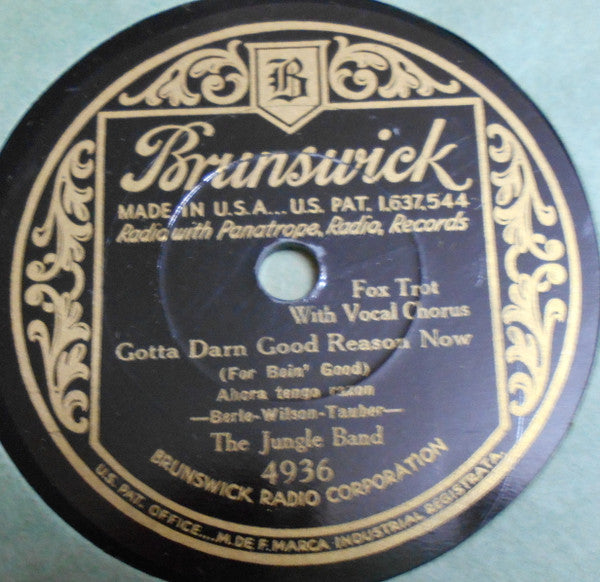 B
Brunswick
MADE IN U.S.A... U.S. PAT. 1,637,544
Radio with Panatrope, Radio, Records
Fox Trot
With Vocal Chorus
Gotta Darn Good Reason Now
(For Bein' Good)
Ahora tengo razon
—Berle-Wilson-Tauber—
The Jungle Band
4936
BRUNSWICK RADIO CORPORATION
U.S. PAT. OFFICE....M. DE F. MARCA INDUSTRIAL REGISTRATA.